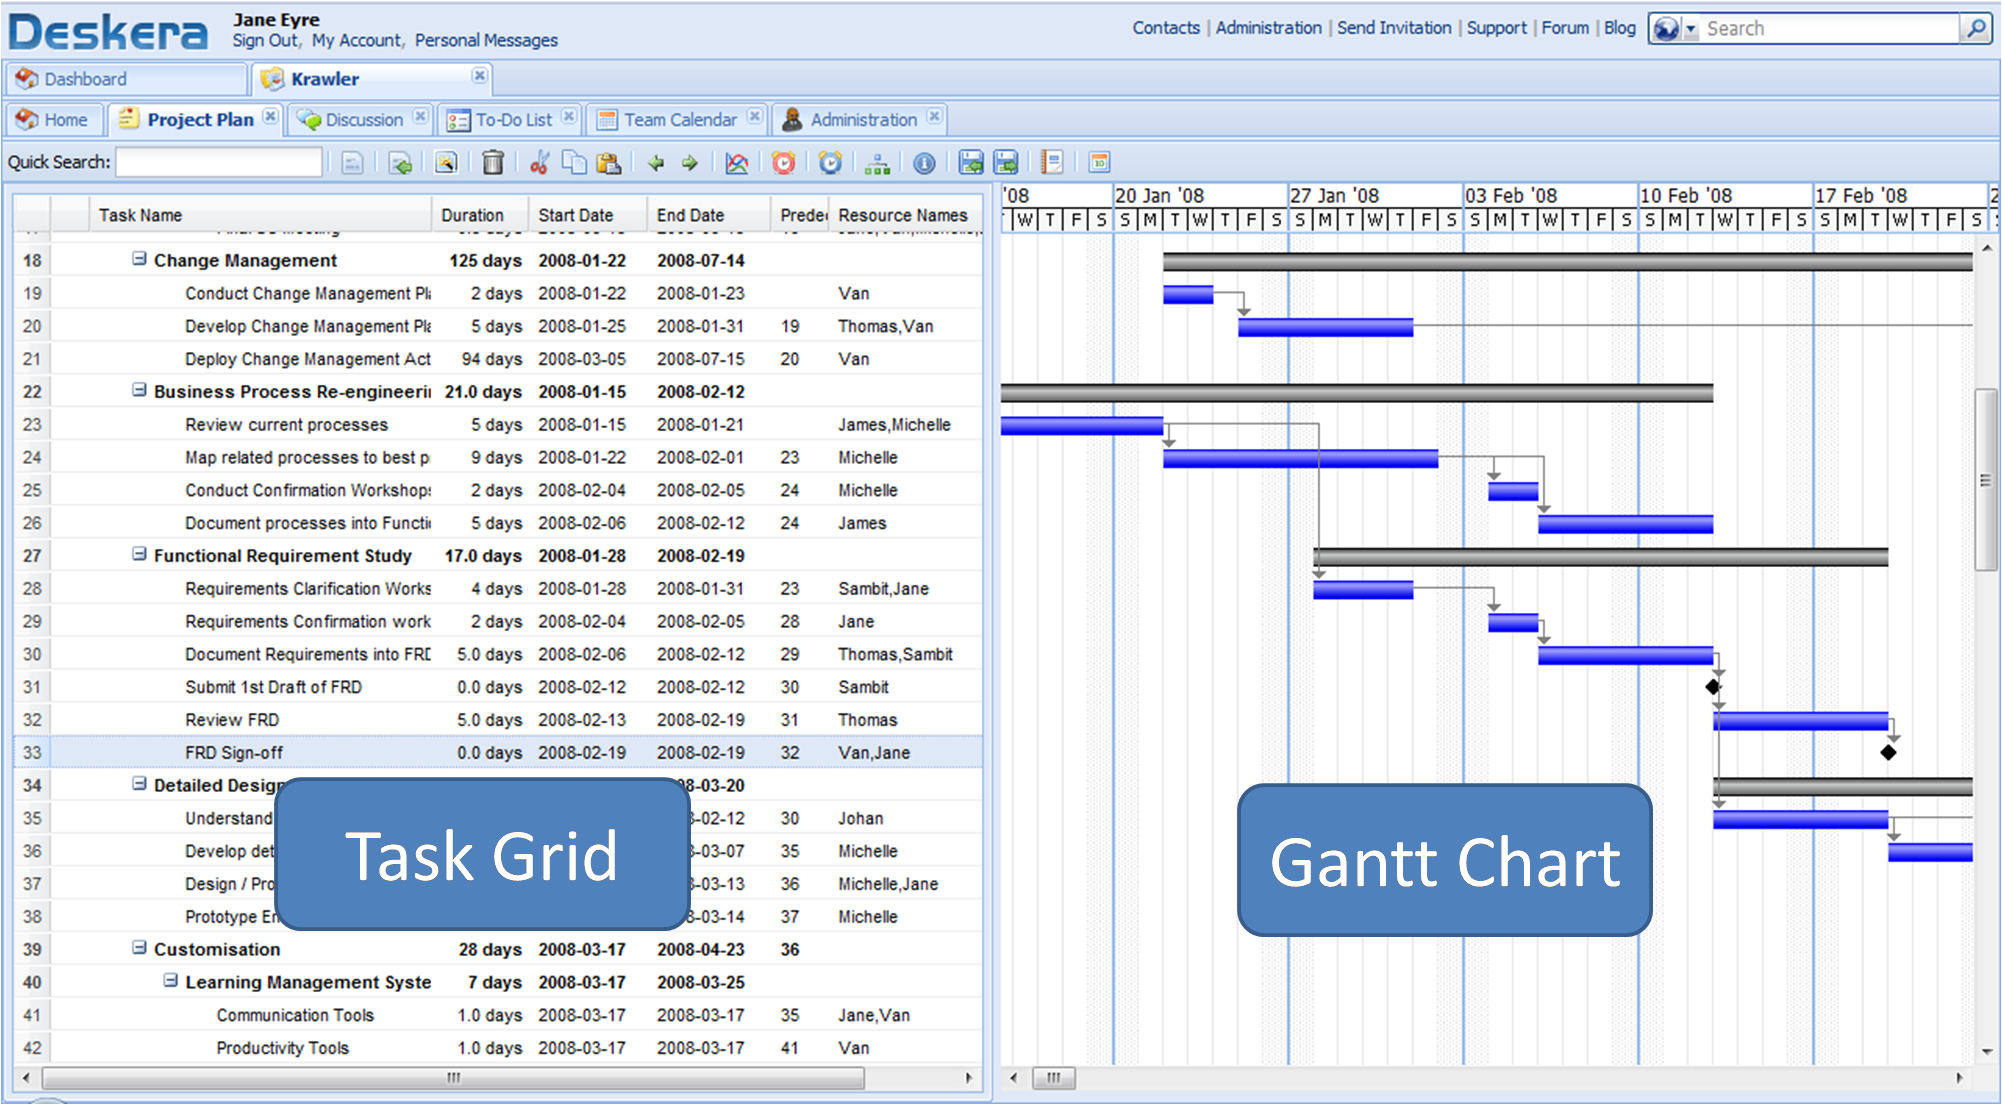 Deskera
Jane Eyre
Sign Out, My Account, Personal Messages
Contacts | Administration | Send Invitation | Support | Forum | Blog
Search
Dashboard
Krawler
Home
Project Plan
Discussion
To-Do List
Team Calendar
Administration
Quick Search:
Task Name Duration Start Date End Date Prede Resource Names
18 Change Management 125 days 2008-01-22 2008-07-14
19 Conduct Change Management Pl 2 days 2008-01-22 2008-01-23 Van
20 Develop Change Management Pl 5 days 2008-01-25 2008-01-31 19 Thomas,Van
21 Deploy Change Management Act 94 days 2008-03-05 2008-07-15 20 Van
22 Business Process Re-engineeri 21.0 days 2008-01-15 2008-02-12
23 Review current processes 5 days 2008-01-15 2008-01-21 James,Michelle
24 Map related processes to best p 9 days 2008-01-22 2008-02-01 23 Michelle
25 Conduct Confirmation Workshops 2 days 2008-02-04 2008-02-05 24 Michelle
26 Document processes into Functi 5 days 2008-02-06 2008-02-12 24 James
27 Functional Requirement Study 17.0 days 2008-01-28 2008-02-19
28 Requirements Clarification Works 4 days 2008-01-28 2008-01-31 23 Sambit,Jane
29 Requirements Confirmation work 2 days 2008-02-04 2008-02-05 28 Jane
30 Document Requirements into FRD 5.0 days 2008-02-06 2008-02-12 29 Thomas,Sambit
31 Submit 1st Draft of FRD 0.0 days 2008-02-12 2008-02-12 30 Sambit
32 Review FRD 5.0 days 2008-02-13 2008-02-19 31 Thomas
33 FRD Sign-off 0.0 days 2008-02-19 2008-02-19 32 Van,Jane
34 Detailed Desig 8-03-20
35 Understand -02-12 30 Johan
36 Develop det -03-07 35 Michelle
37 Design / Pro -03-13 36 Michelle,Jane
38 Prototype En -03-14 37 Michelle
39 Customisation 28 days 2008-03-17 2008-04-23 36
40 Learning Management Syste 7 days 2008-03-17 2008-03-25
41 Communication Tools 1.0 days 2008-03-17 2008-03-17 35 Jane,Van
42 Productivity Tools 1.0 days 2008-03-17 2008-03-17 41 Van
Task Grid
'08 20 Jan '08 27 Jan '08 03 Feb '08 10 Feb '08 17 Feb '08 2
W T F S S M T W T F S S M T W T F S S M T W T F S S M T W T F S S M T W T F S
Gantt Chart